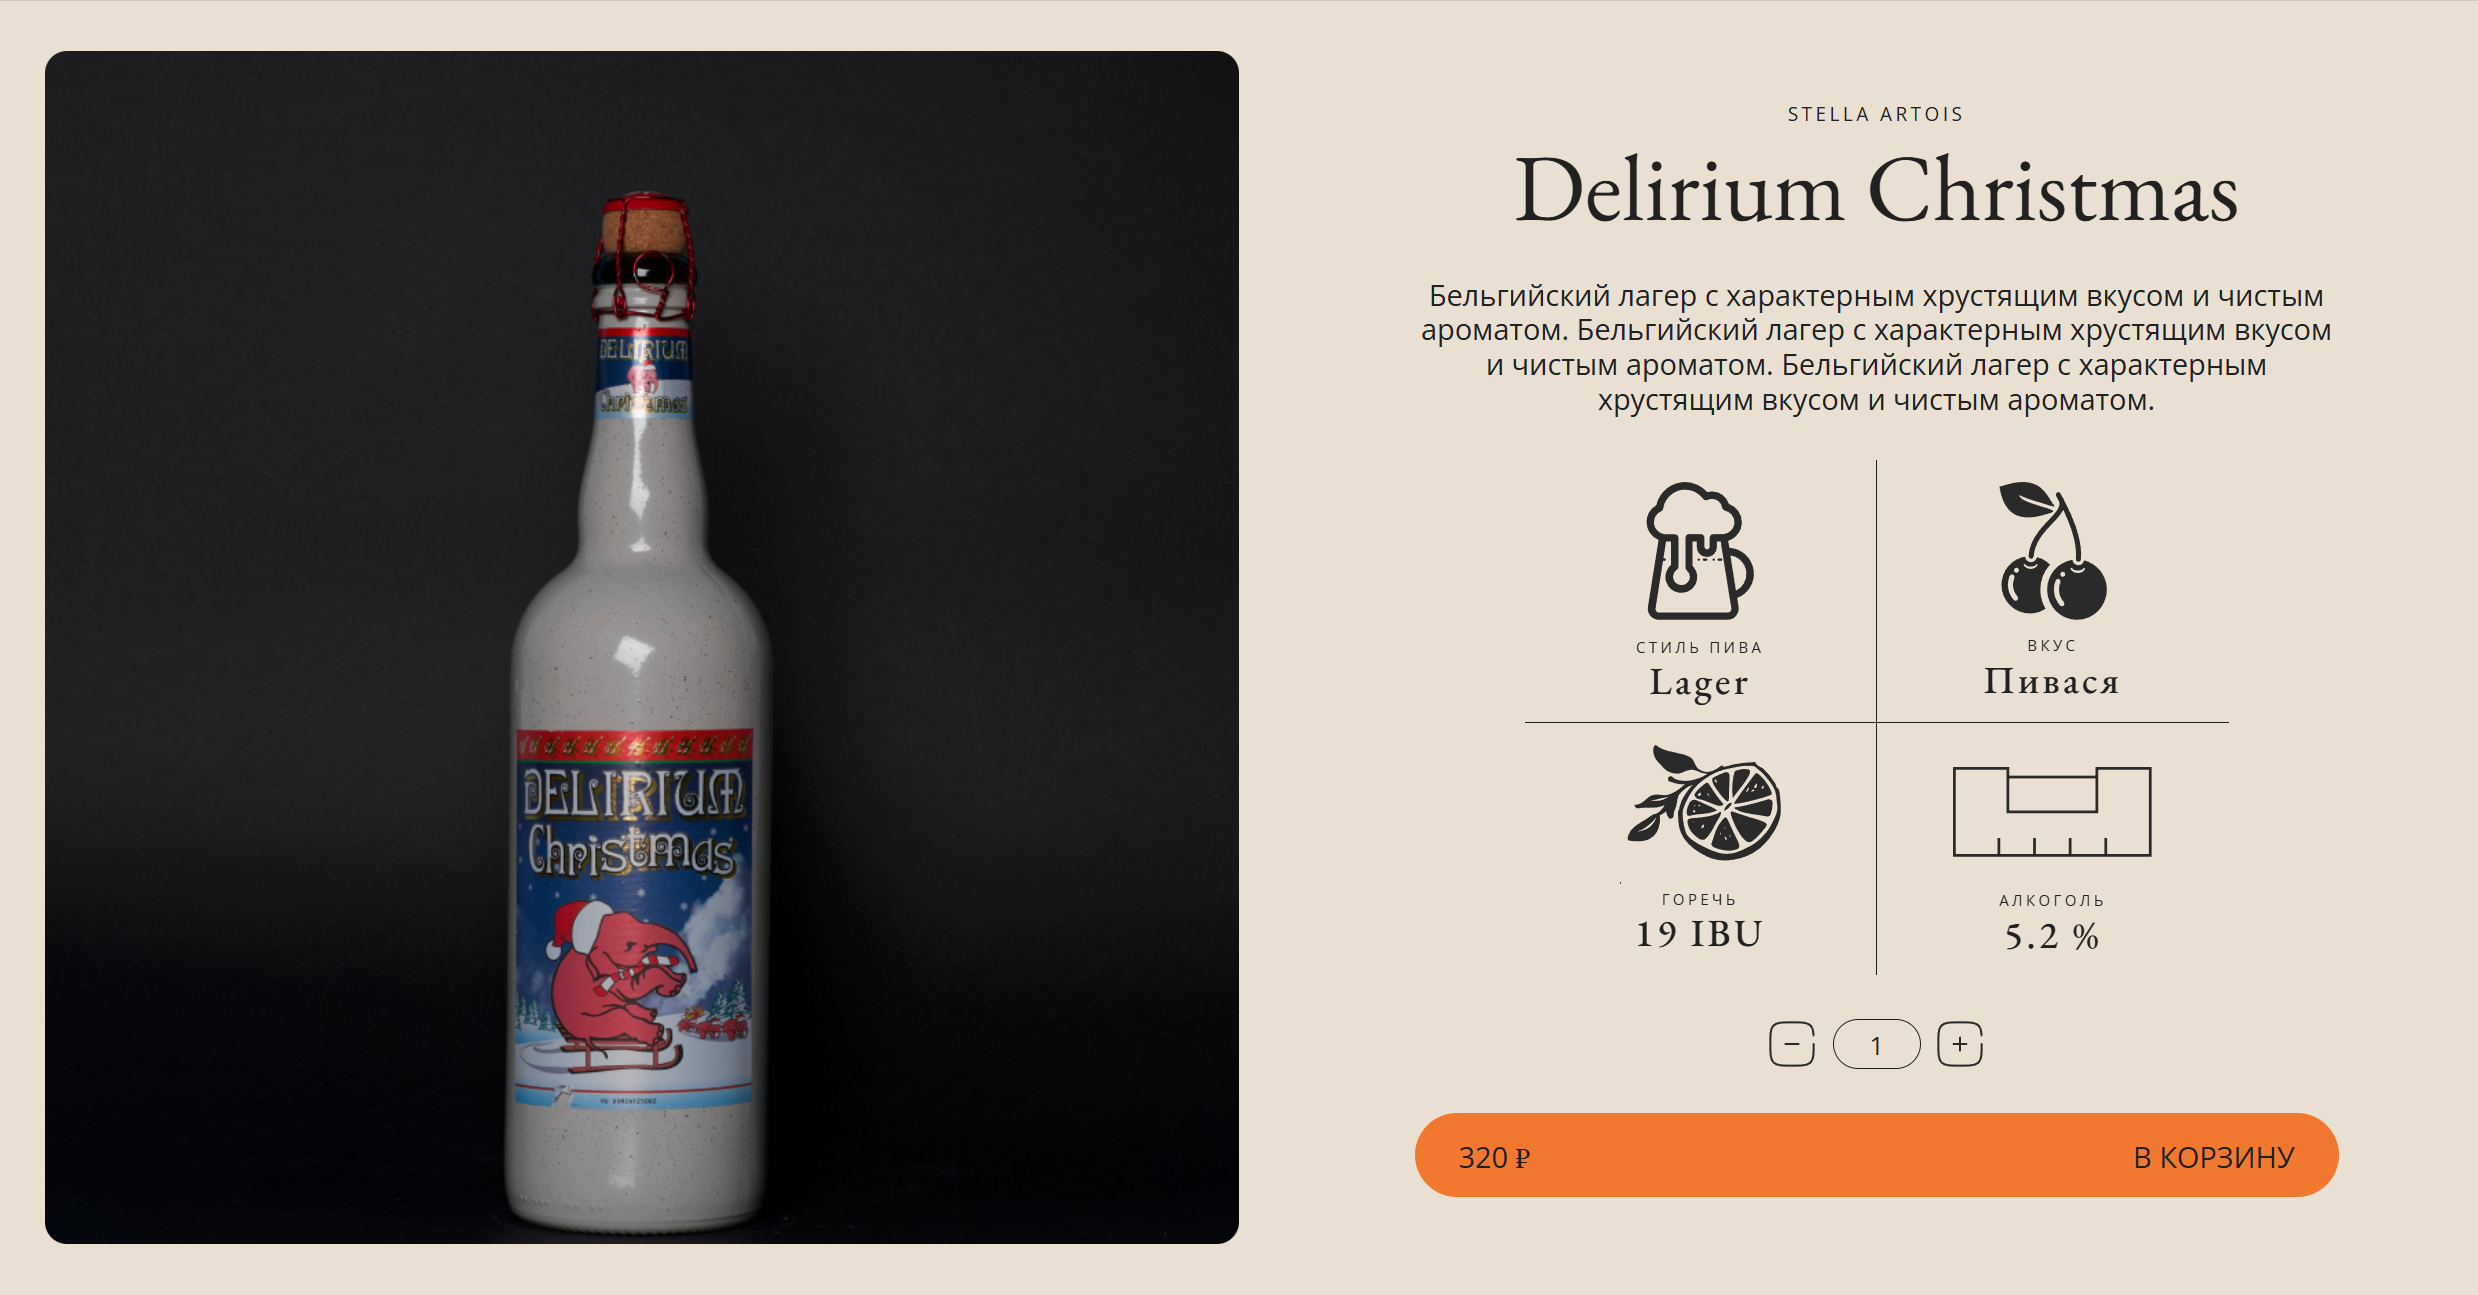 DELIRIUM
Christmas
DELIRIUM
Christmas
STELLA ARTOIS
Delirium Christmas
Бельгийский лагер с характерным хрустящим вкусом и чистым
ароматом. Бельгийский лагер с характерным хрустящим вкусом
и чистым ароматом. Бельгийский лагер с характерным
хрустящим вкусом и чистым ароматом.
СТИЛЬ ПИВА
Lager
ВКУС
Пивася
ГОРЕЧЬ
19 IBU
АЛКОГОЛЬ
5.2 %
− 1 +
320 ₽ В КОРЗИНУ